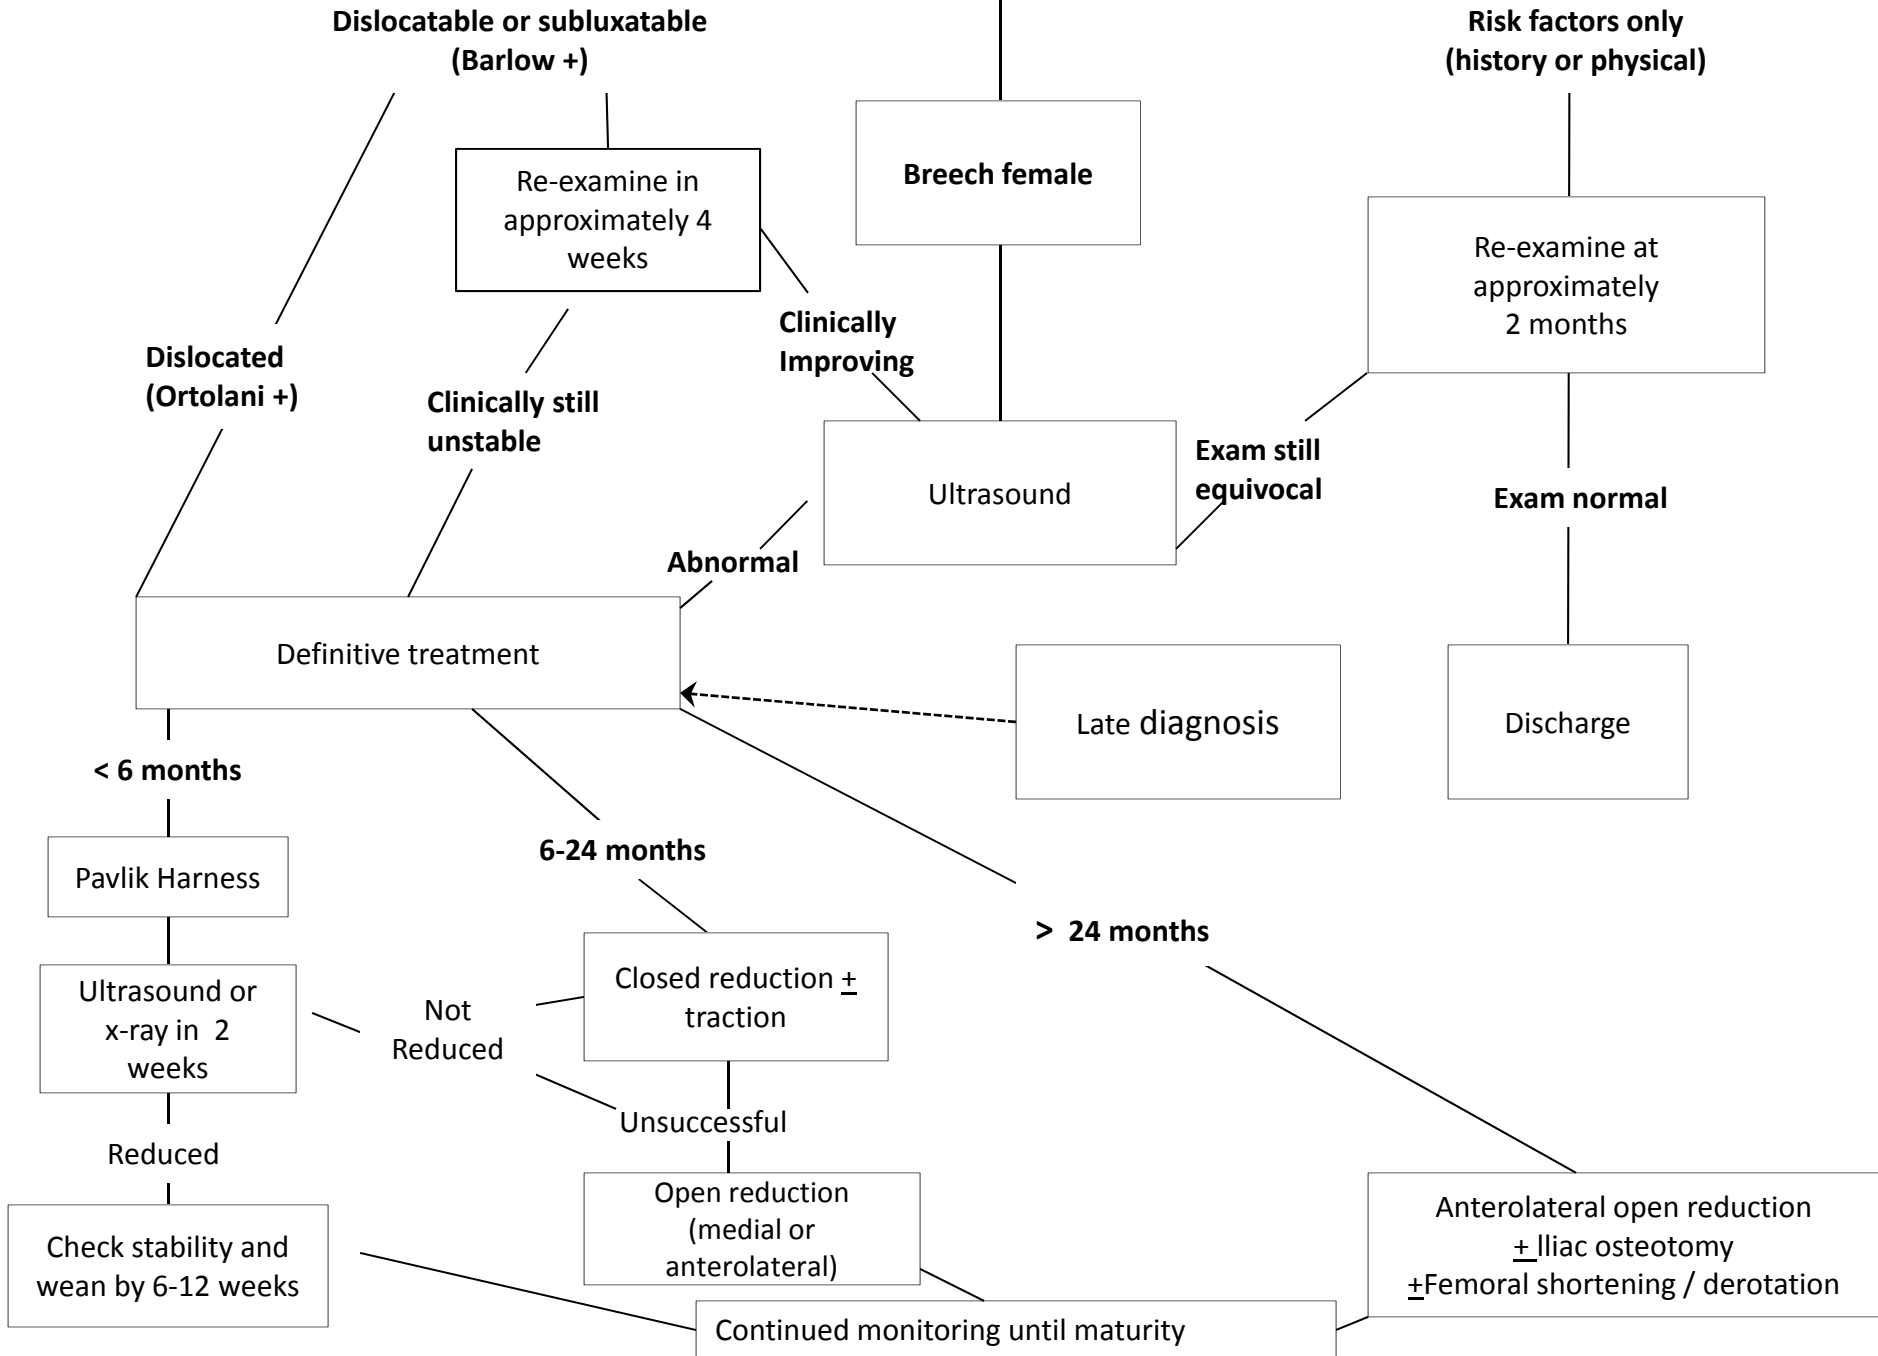 Dislocatable or subluxatable
(Barlow +)
Risk factors only
(history or physical)
Breech female
Re-examine in
approximately 4
weeks
Re-examine at
approximately
2 months
Clinically
Improving
Dislocated
(Ortolani +)
Clinically still
unstable
Ultrasound
Exam still
equivocal
Exam normal
Abnormal
Definitive treatment
Late diagnosis
Discharge
< 6 months
6-24 months
> 24 months
Pavlik Harness
Ultrasound or
x-ray in 2
weeks
Not
Reduced
Closed reduction ±
traction
Unsuccessful
Reduced
Open reduction
(medial or
anterolateral)
Anterolateral open reduction
± Iliac osteotomy
±Femoral shortening / derotation
Check stability and
wean by 6-12 weeks
Continued monitoring until maturity